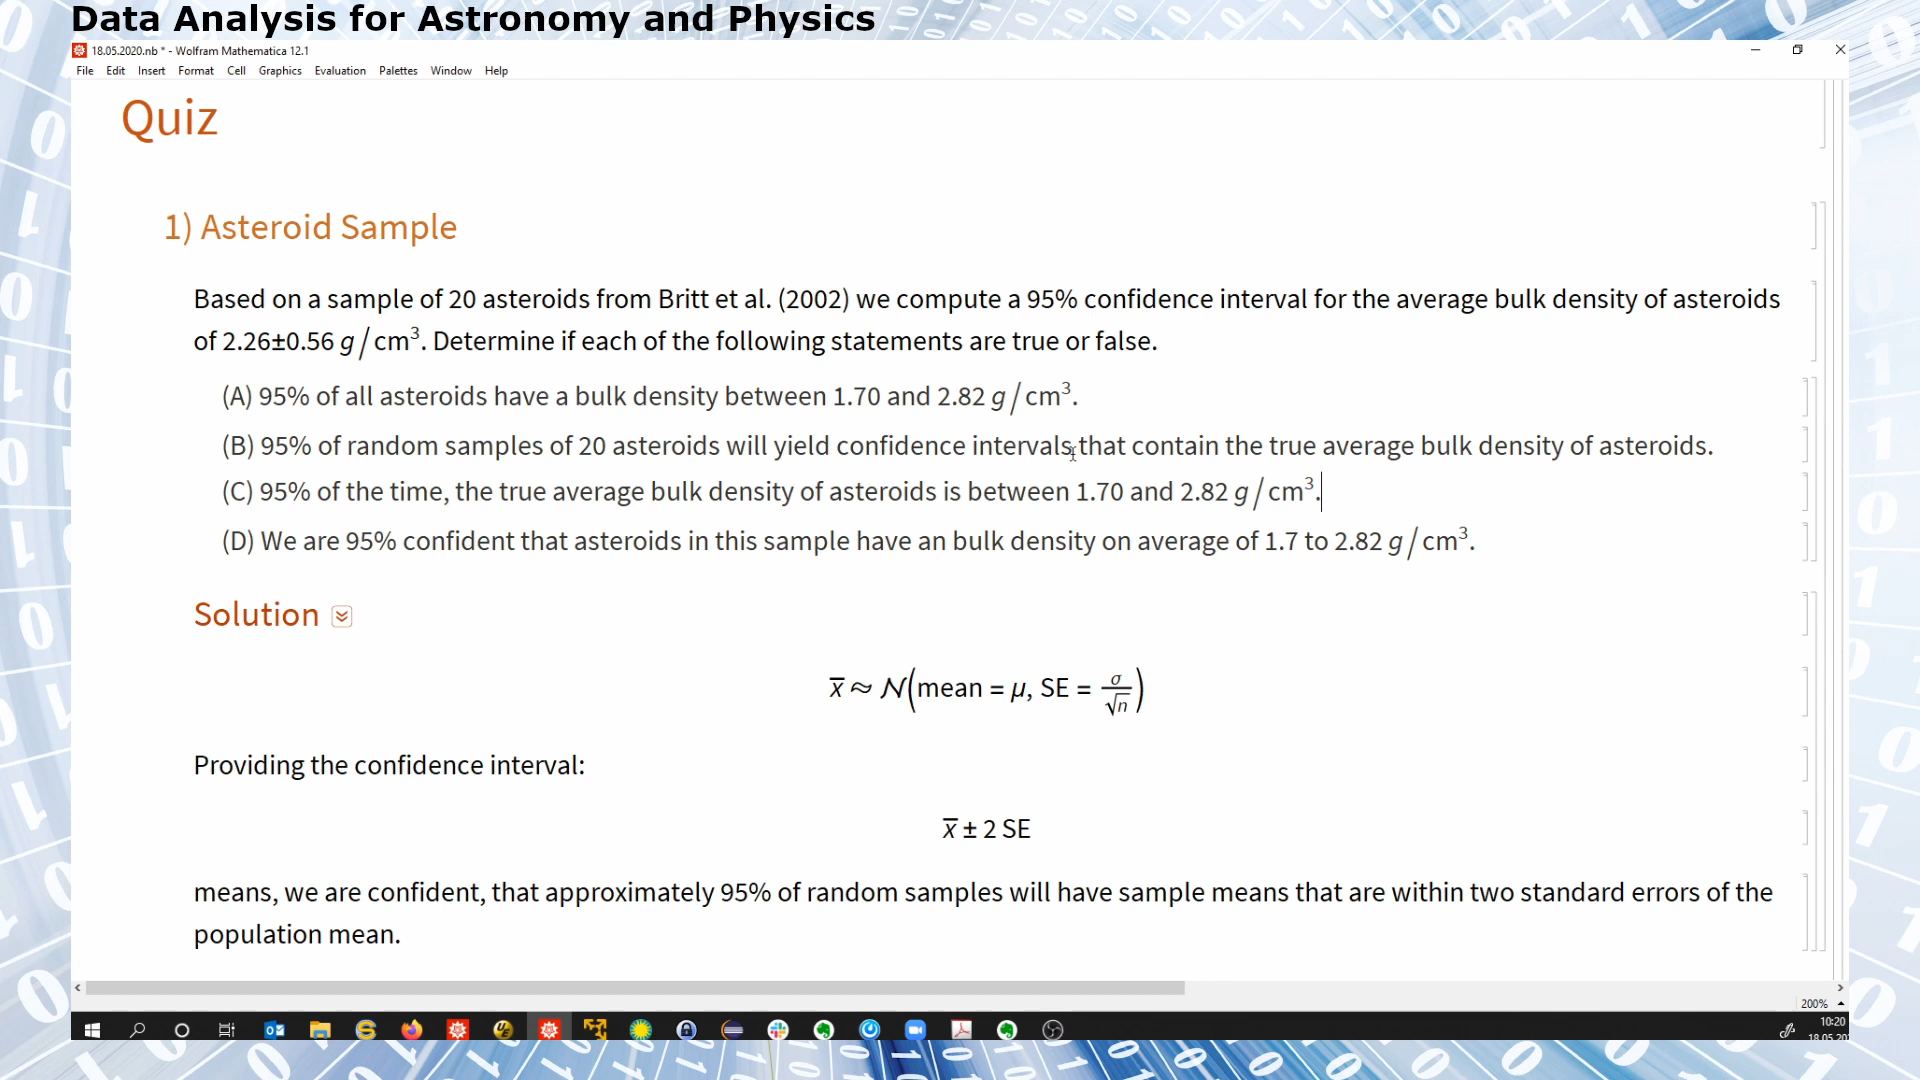 Data Analysis for Astronomy and Physics
18.05.2020.nb * - Wolfram Mathematica 12.1
File Edit Insert Format Cell Graphics Evaluation Palettes Window Help
Quiz
1) Asteroid Sample
Based on a sample of 20 asteroids from Britt et al. (2002) we compute a 95% confidence interval for the average bulk density of asteroids
of 2.26±0.56 g/cm³. Determine if each of the following statements are true or false.
(A) 95% of all asteroids have a bulk density between 1.70 and 2.82 g/cm³.
(B) 95% of random samples of 20 asteroids will yield confidence intervals that contain the true average bulk density of asteroids.
(C) 95% of the time, the true average bulk density of asteroids is between 1.70 and 2.82 g/cm³.
(D) We are 95% confident that asteroids in this sample have an bulk density on average of 1.7 to 2.82 g/cm³.
Solution
x̅ ≈ N(mean = μ, SE = σ/√n)
Providing the confidence interval:
x̅ ± 2 SE
means, we are confident, that approximately 95% of random samples will have sample means that are within two standard errors of the
population mean.
200%
10:20
18.05.20